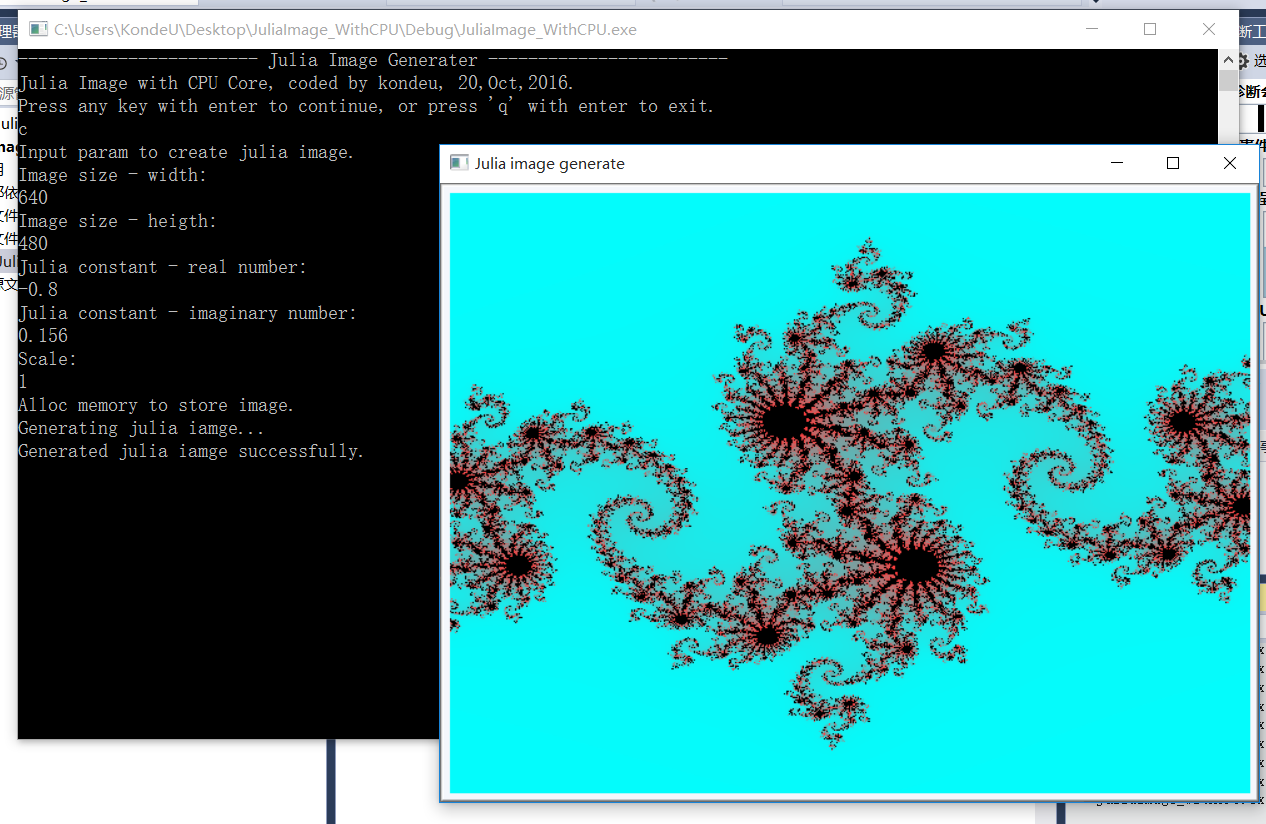 C:\Users\KondeU\Desktop\JuliaImage_WithCPU\Debug\JuliaImage_WithCPU.exe
------------------------ Julia Image Generater ------------------------
Julia Image with CPU Core, coded by kondeu, 20,Oct,2016.
Press any key with enter to continue, or press 'q' with enter to exit.
c
Input param to create julia image.
Image size - width:
640
Image size - heigth:
480
Julia constant - real number:
-0.8
Julia constant - imaginary number:
0.156
Scale:
1
Alloc memory to store image.
Generating julia iamge...
Generated julia iamge successfully.
Julia image generate